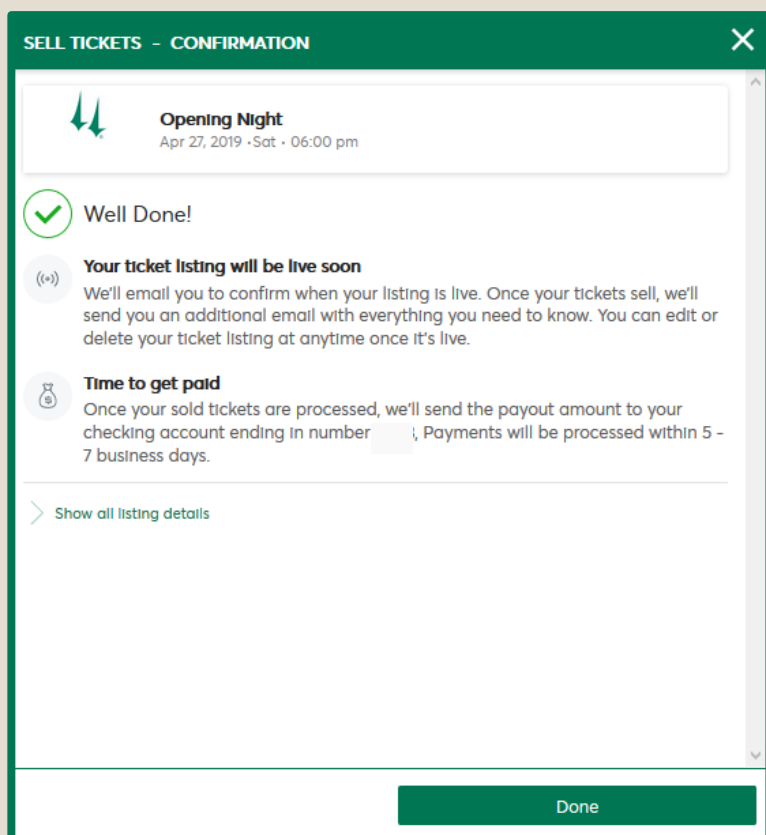 SELL TICKETS - CONFIRMATION
Opening Night
Apr 27, 2019 •Sat • 06:00 pm
Well Done!
Your ticket listing will be live soon
We'll email you to confirm when your listing is live. Once your tickets sell, we'll
send you an additional email with everything you need to know. You can edit or
delete your ticket listing at anytime once it's live.
Time to get paid
Once your sold tickets are processed, we'll send the payout amount to your
checking account ending in number , Payments will be processed within 5 -
7 business days.
Show all listing details
Done